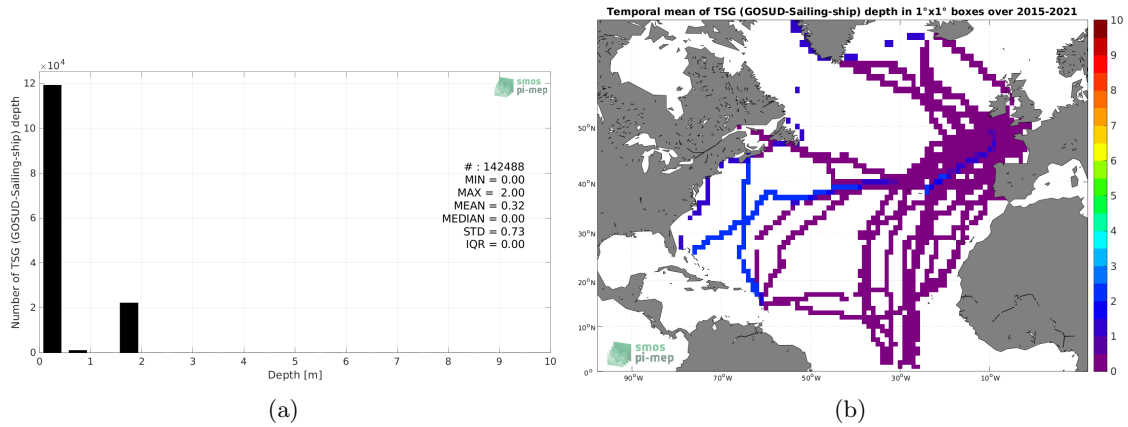 Temporal mean of TSG (GOSUD-Sailing-ship) depth in 1°x1° boxes over 2015-2021
×10⁴
12
10
8
6
4
2
0
Number of TSG (GOSUD-Sailing-ship) depth
smos
pi-mep
# : 142488
MIN = 0.00
MAX = 2.00
MEAN = 0.32
MEDIAN = 0.00
STD = 0.73
IQR = 0.00
0 1 2 3 4 5 6 7 8 9 10
Depth [m]
(a)
50°N
40°N
30°N
20°N
10°N
0°
90°W 70°W 50°W 30°W 10°W
smos
pi-mep
10
9
8
7
6
5
4
3
2
1
0
(b)